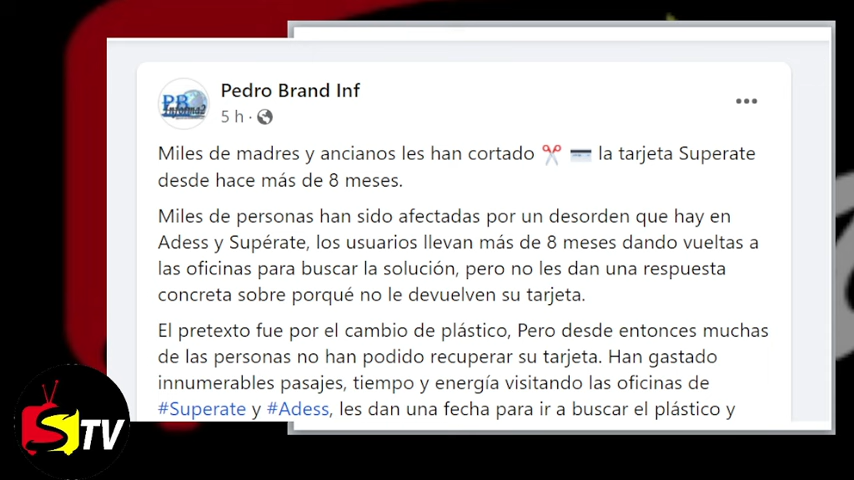 Pedro Brand Inf
5 h
Miles de madres y ancianos les han cortado ✂️ 💳 la tarjeta Superate
desde hace más de 8 meses.
Miles de personas han sido afectadas por un desorden que hay en
Adess y Supérate, los usuarios llevan más de 8 meses dando vueltas a
las oficinas para buscar la solución, pero no les dan una respuesta
concreta sobre porqué no le devuelven su tarjeta.
El pretexto fue por el cambio de plástico, Pero desde entonces muchas
de las personas no han podido recuperar su tarjeta. Han gastado
innumerables pasajes, tiempo y energía visitando las oficinas de
#Superate y #Adess, les dan una fecha para ir a buscar el plástico y
PB
Informa2
STV